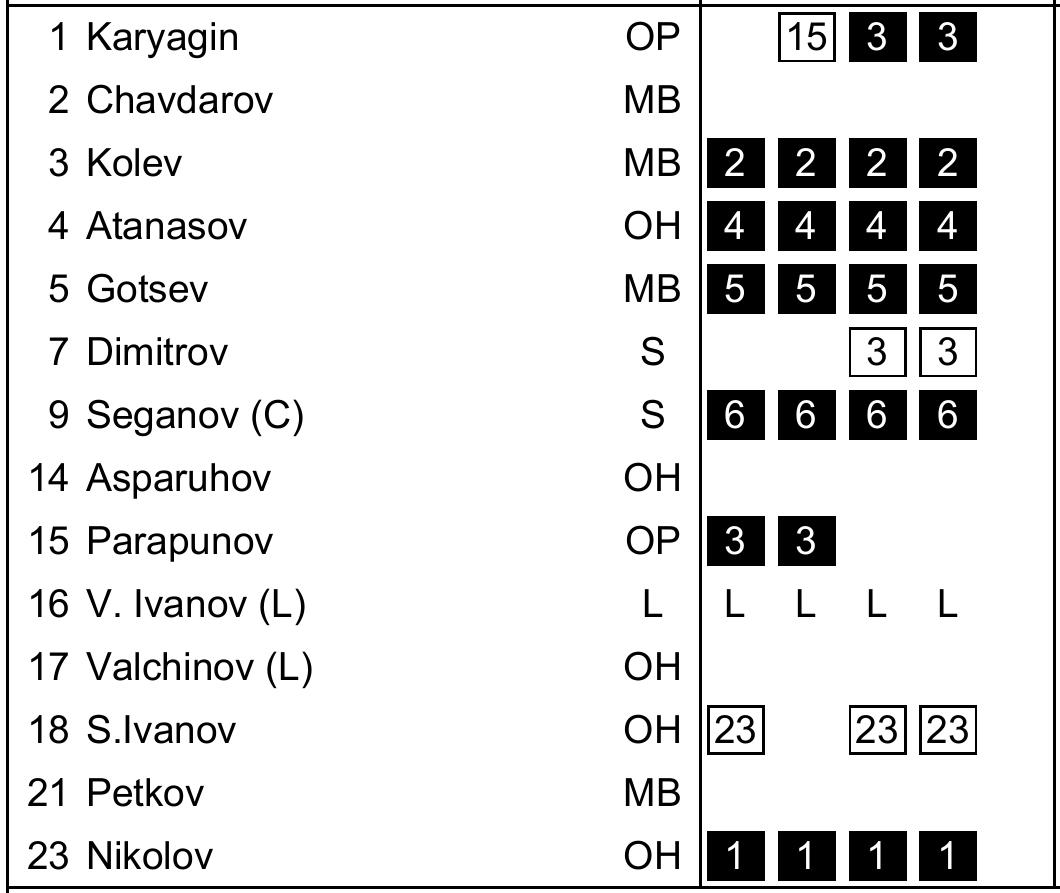 1 Karyagin OP 15 3 3
2 Chavdarov MB
3 Kolev MB 2 2 2 2
4 Atanasov OH 4 4 4 4
5 Gotsev MB 5 5 5 5
7 Dimitrov S 3 3
9 Seganov (C) S 6 6 6 6
14 Asparuhov OH
15 Parapunov OP 3 3
16 V. Ivanov (L) L L L L L
17 Valchinov (L) OH
18 S.Ivanov OH 23 23 23
21 Petkov MB
23 Nikolov OH 1 1 1 1